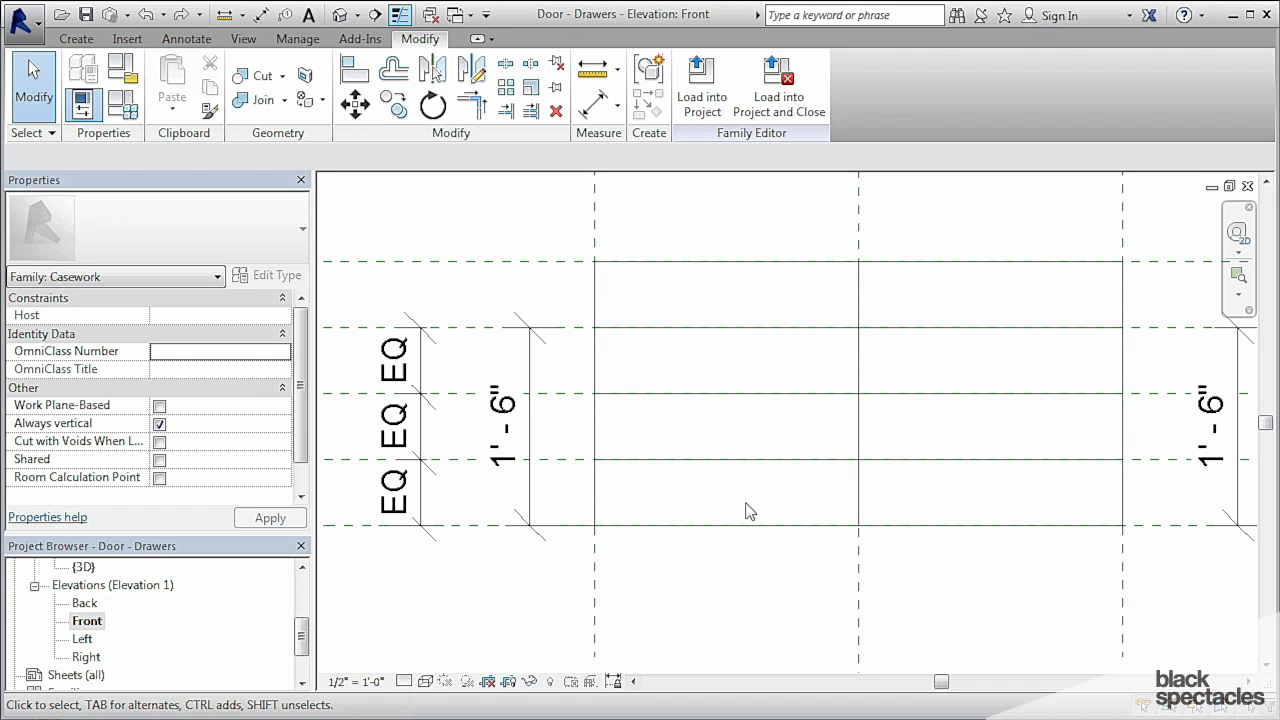 Door - Drawers - Elevation: Front
Type a keyword or phrase
Sign In
Create Insert Annotate View Manage Add-Ins Modify
Modify
Paste
Cut
Join
Load into
Project
Load into
Project and Close
Select Properties Clipboard Geometry Modify Measure Create Family Editor
Properties
Family: Casework
Edit Type
Constraints
Host
Identity Data
OmniClass Number
OmniClass Title
Other
Work Plane-Based
Always vertical
Cut with Voids When L...
Shared
Room Calculation Point
Properties help
Apply
Project Browser - Door - Drawers
{3D}
Elevations (Elevation 1)
Back
Front
Left
Right
Sheets (all)
EQ EQ EQ
1' - 6"
1' - 6"
2D
1/2" = 1'-0"
Click to select, TAB for alternates, CTRL adds, SHIFT unselects.
black
spectacles